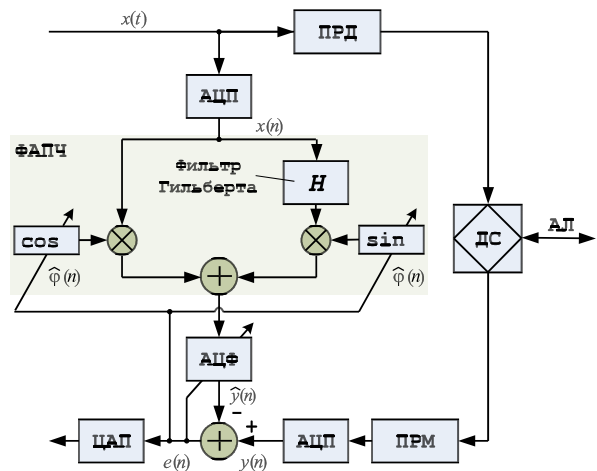 x(t)
ПРД
АЦП
x(n)
ФАПЧ
Фильтр
Гильберта
H
cos
sin
ДС
АЛ
φ̂(n)
φ̂(n)
АЦФ
ŷ(n)
-
+
ЦАП
АЦП
ПРМ
e(n)
y(n)